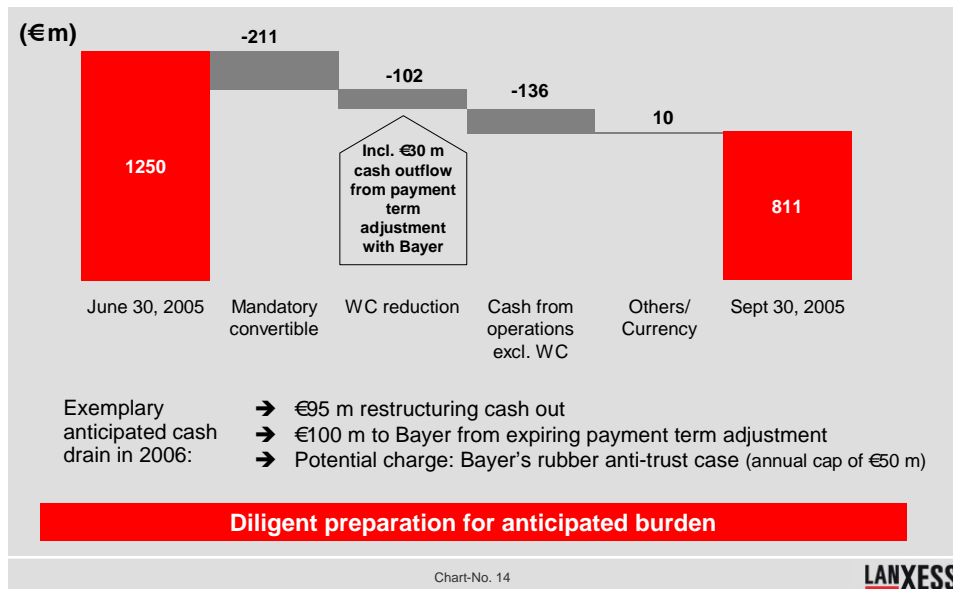 (€m)
-211
-102
-136
10
1250
Incl. €30 m
cash outflow
from payment
term
adjustment
with Bayer
811
June 30, 2005
Mandatory
convertible
WC reduction
Cash from
operations
excl. WC
Others/
Currency
Sept 30, 2005
Exemplary
anticipated cash
drain in 2006:
➔ €95 m restructuring cash out
➔ €100 m to Bayer from expiring payment term adjustment
➔ Potential charge: Bayer’s rubber anti-trust case (annual cap of €50 m)
Diligent preparation for anticipated burden
Chart-No. 14
LANXESS